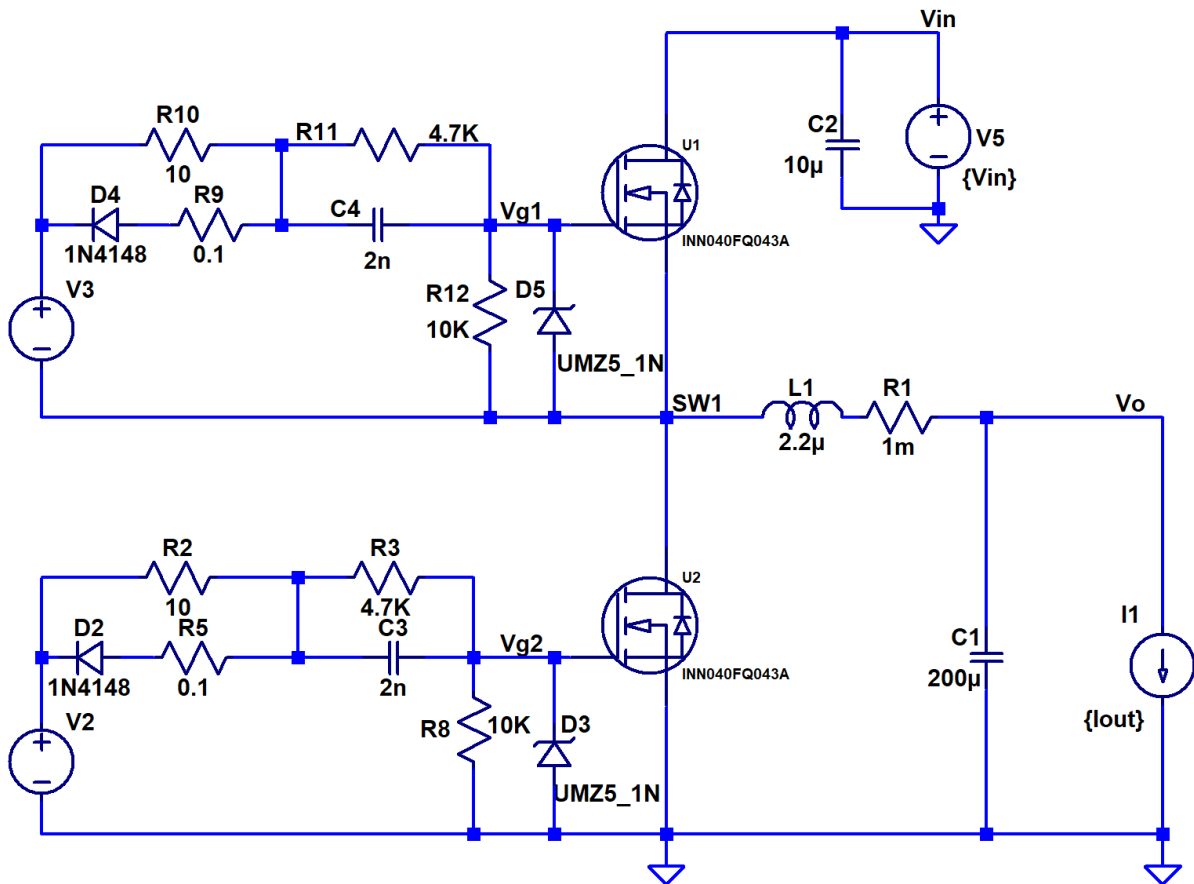 Vin
R10
10
R11
4.7K
U1
C2
10µ
V5
{Vin}
D4
1N4148
R9
0.1
C4
2n
Vg1
INN040FQ043A
V3
R12
10K
D5
UMZ5_1N
SW1
L1
2.2µ
R1
1m
Vo
R2
10
R3
4.7K
U2
D2
1N4148
R5
0.1
C3
2n
Vg2
INN040FQ043A
C1
200µ
I1
{Iout}
V2
R8
10K
D3
UMZ5_1N